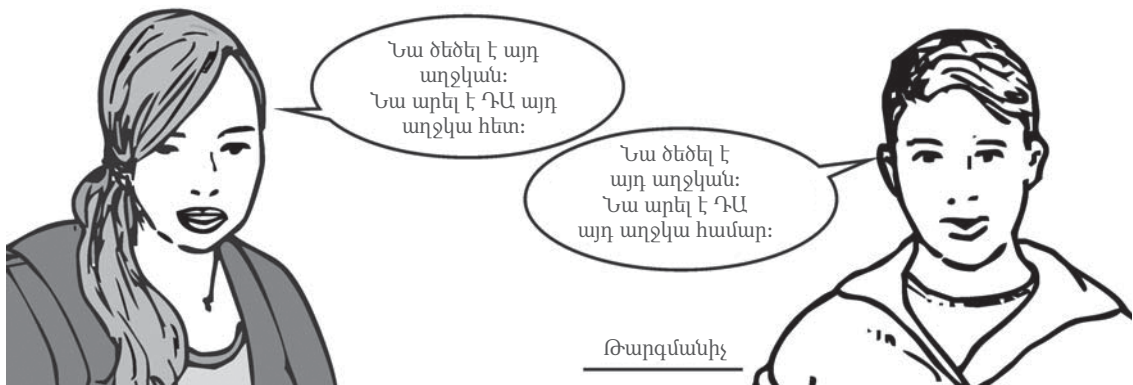 Նա ծեծել է այդ
աղջկան:
Նա արել է ԴԱ այդ
աղջկա հետ:
Նա ծեծել է
այդ աղջկան:
Նա արել է ԴԱ
այդ աղջկա համար:
Թարգմանիչ